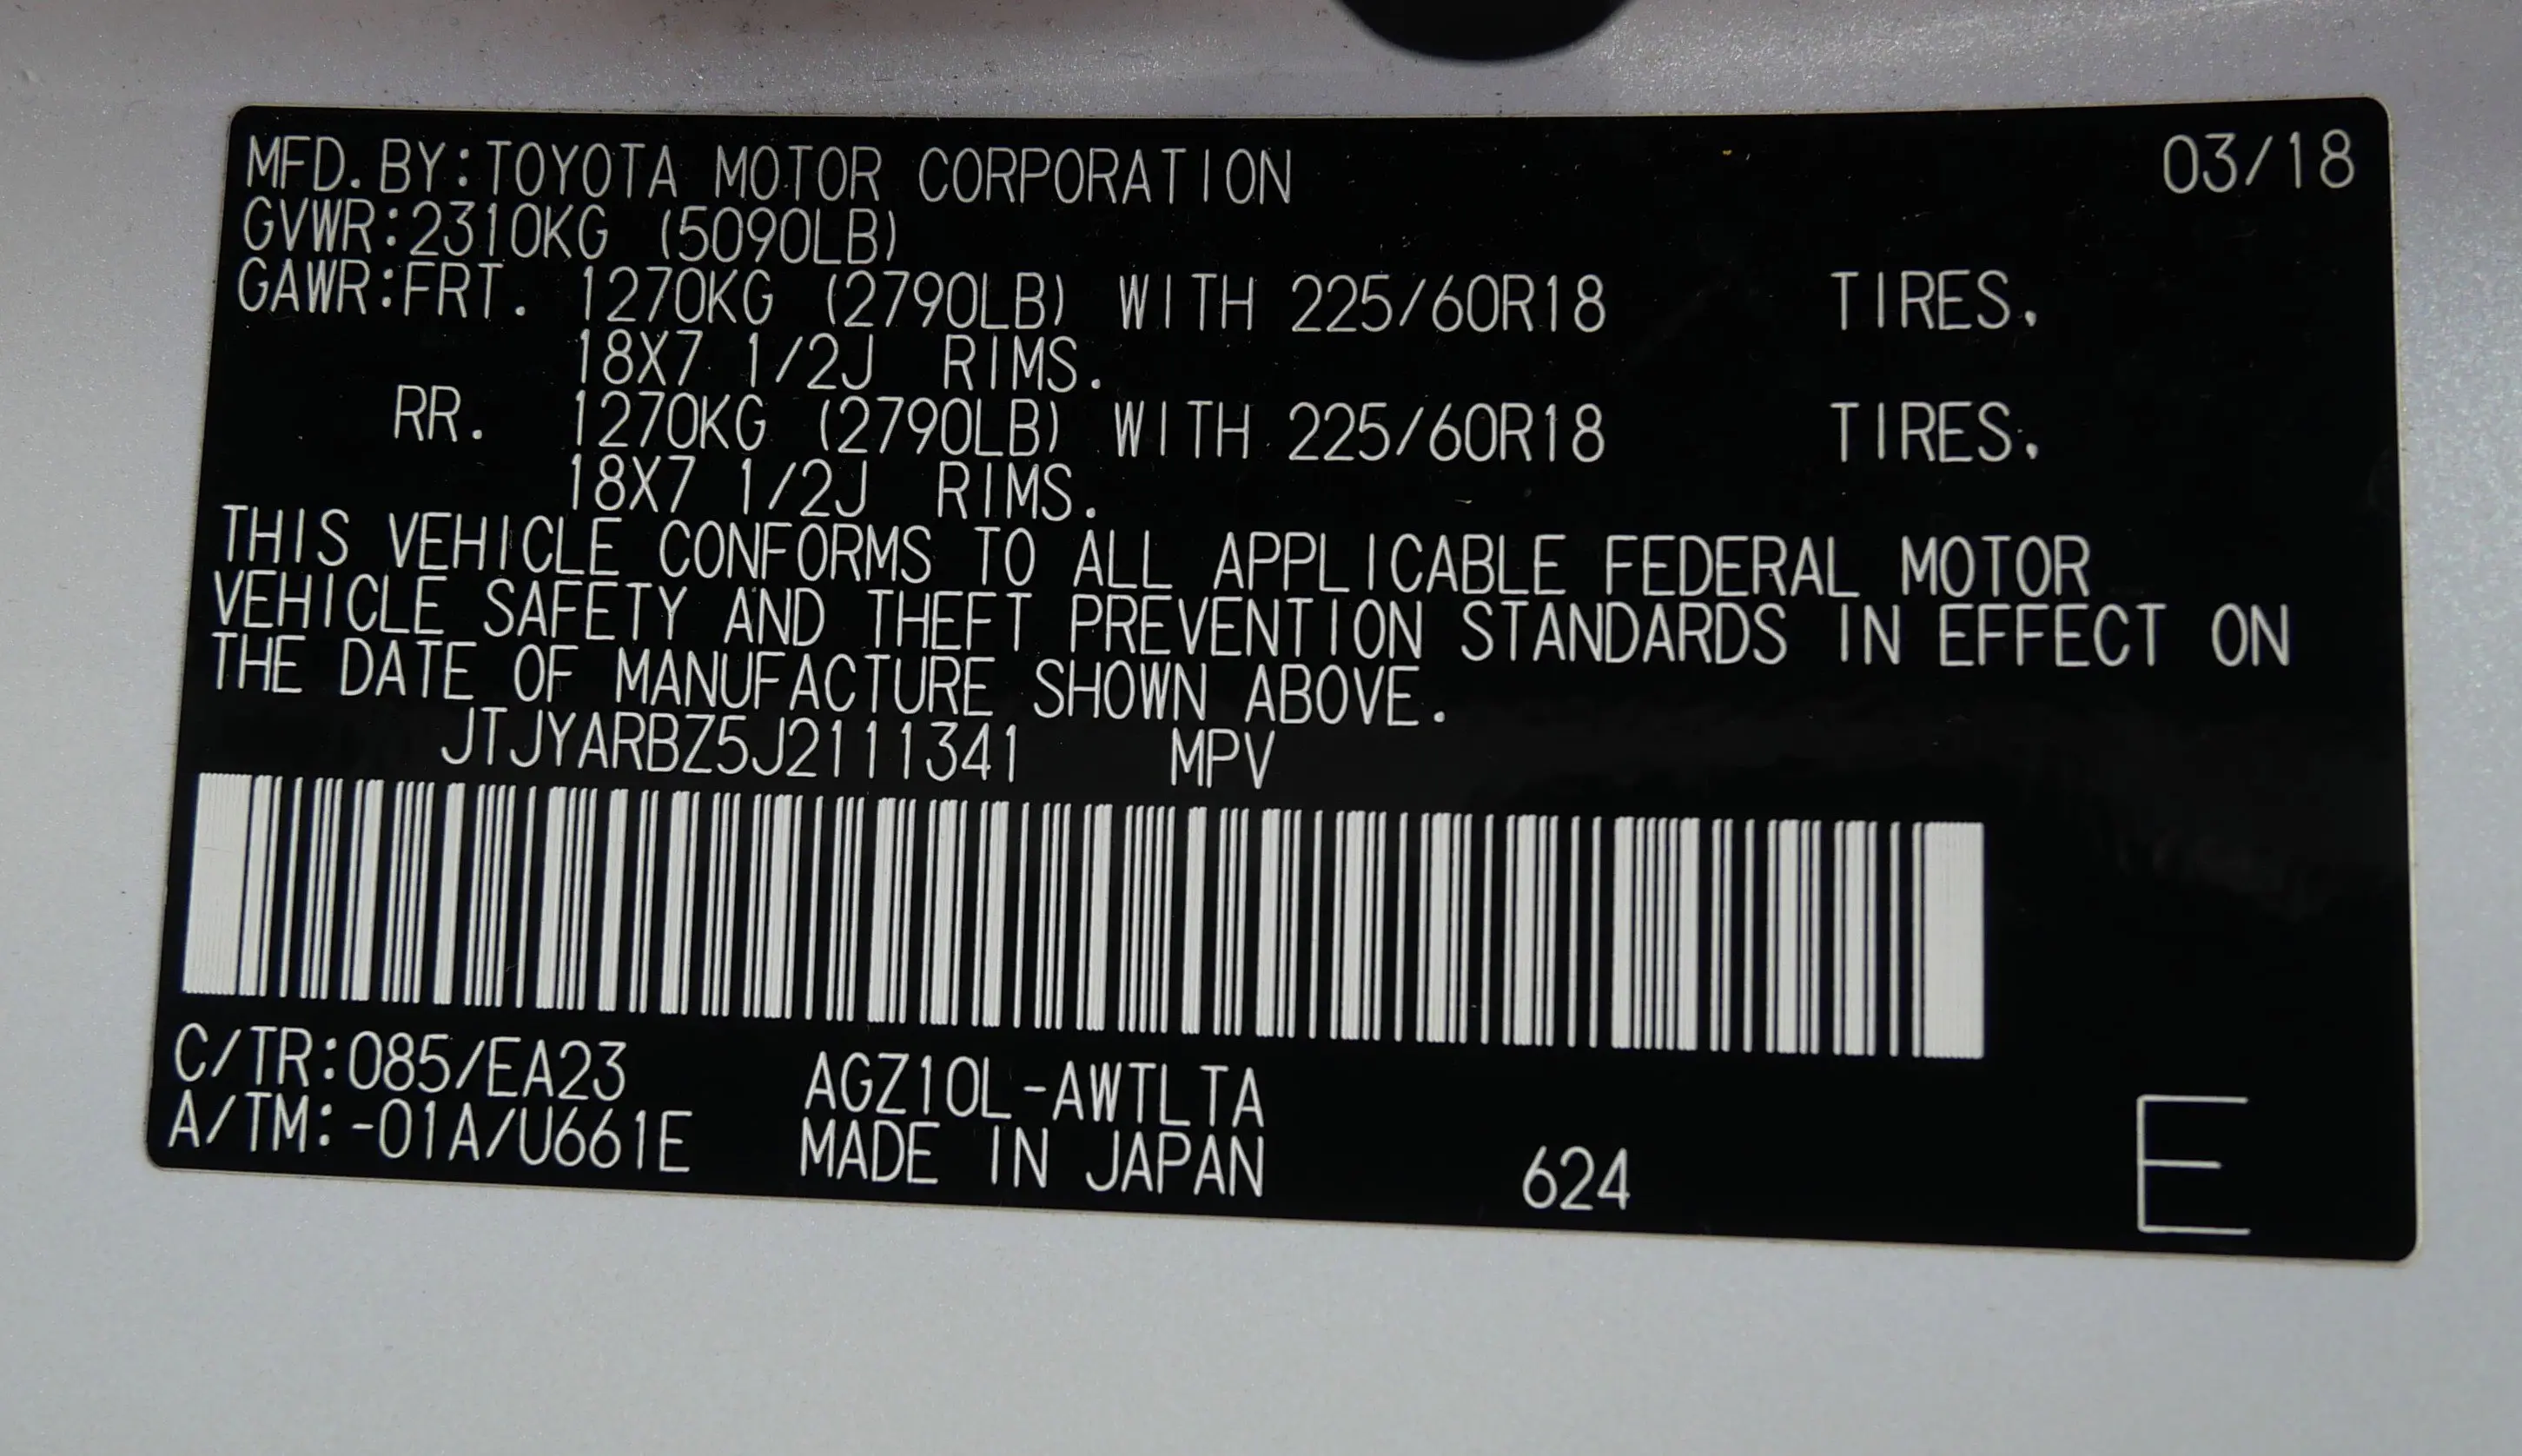 MFD.BY:TOYOTA MOTOR CORPORATION 03/18
GVWR:2310KG (5090LB)
GAWR:FRT. 1270KG (2790LB) WITH 225/60R18 TIRES.
18X7 1/2J RIMS.
RR. 1270KG (2790LB) WITH 225/60R18 TIRES.
18X7 1/2J RIMS.
THIS VEHICLE CONFORMS TO ALL APPLICABLE FEDERAL MOTOR
VEHICLE SAFETY AND THEFT PREVENTION STANDARDS IN EFFECT ON
THE DATE OF MANUFACTURE SHOWN ABOVE.
JTJYARBZ5J2111341 MPV
C/TR:085/EA23 AGZ10L-AWTLTA
A/TM:-01A/U661E MADE IN JAPAN 624 E